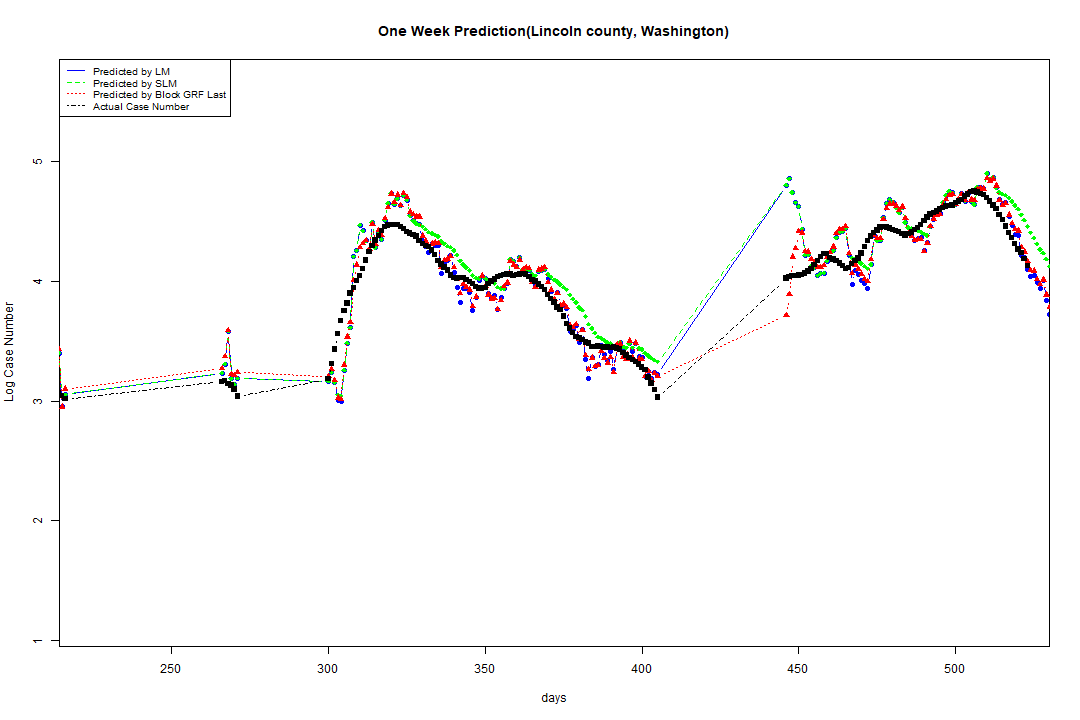 One Week Prediction(Lincoln county, Washington)
Predicted by LM
Predicted by SLM
Predicted by Block GRF Last
Actual Case Number
5
4
3
2
1
Log Case Number
250 300 350 400 450 500
days